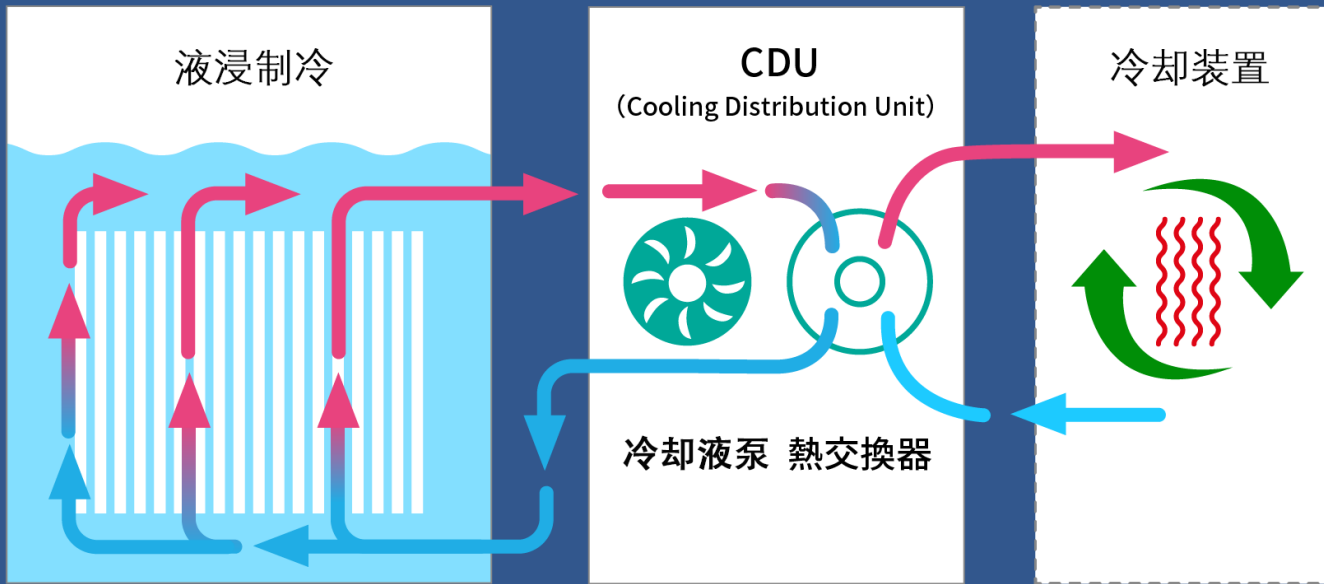 液浸制冷
CDU
（Cooling Distribution Unit）
冷却装置
冷却液泵 熱交換器